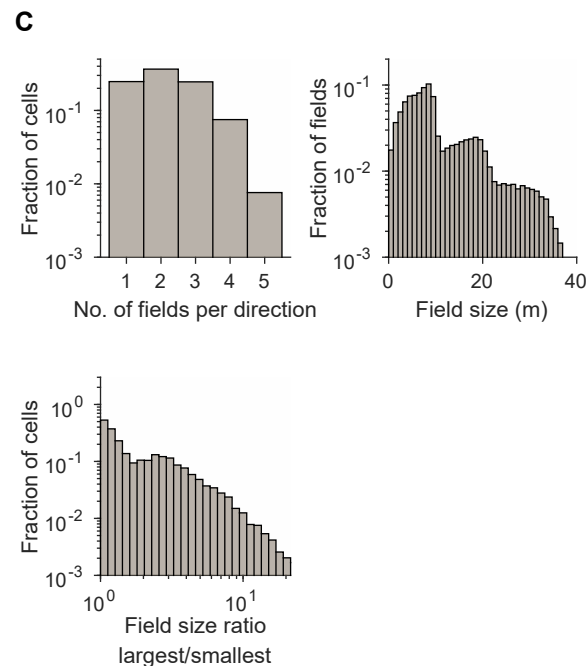 C
Fraction of cells
10^-1
10^-2
10^-3
1 2 3 4 5
No. of fields per direction
Fraction of fields
10^-1
10^-2
10^-3
0 20 40
Field size (m)
Fraction of cells
10^0
10^-1
10^-2
10^-3
10^0 10^1
Field size ratio
largest/smallest